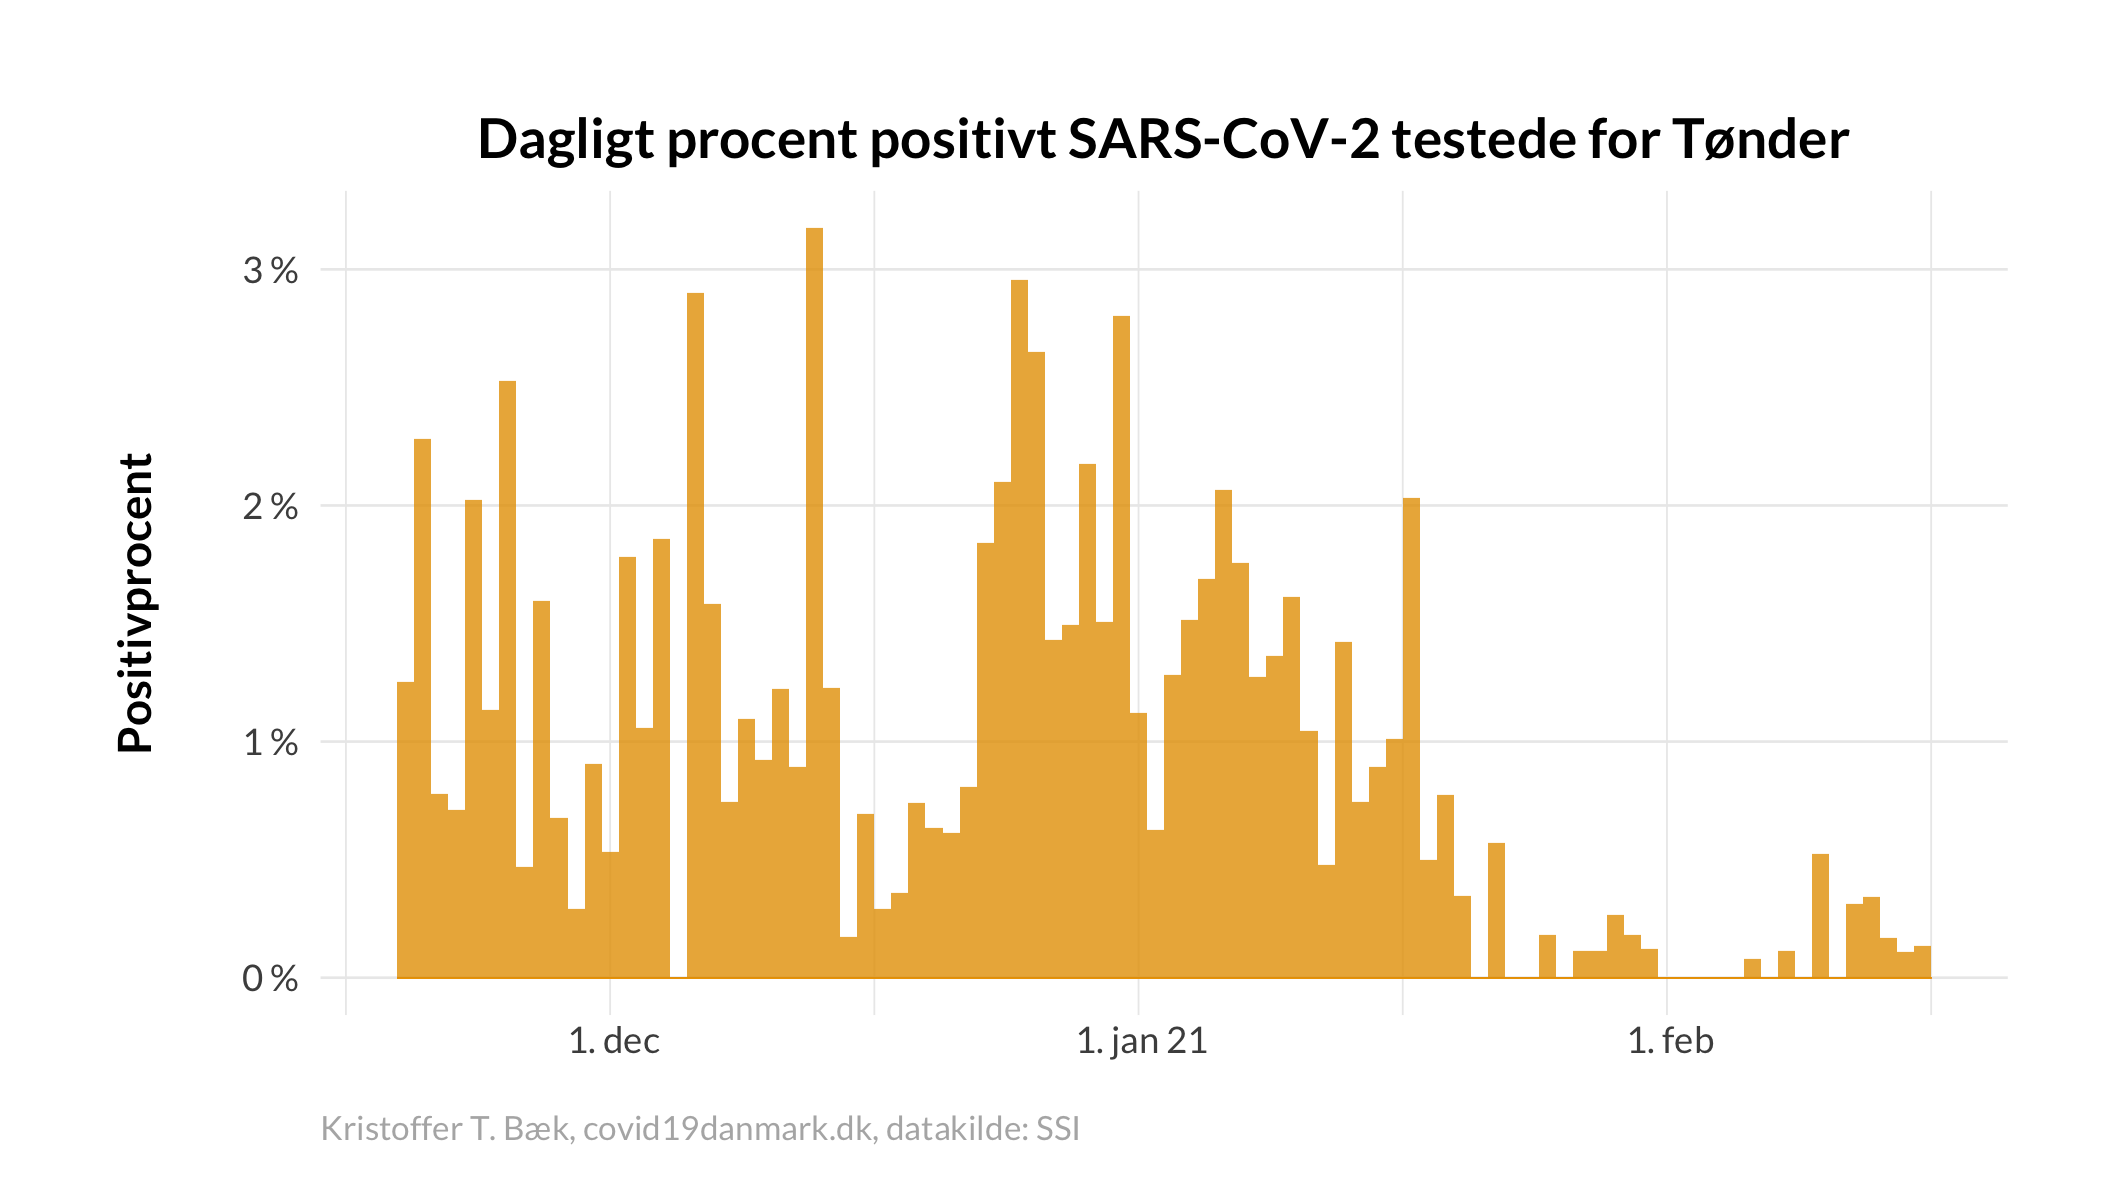 Dagligt procent positivt SARS-CoV-2 testede for Tønder
Positivprocent
3 %
2 %
1 %
0 %
1. dec
1. jan 21
1. feb
Kristoffer T. Bæk, covid19danmark.dk, datakilde: SSI